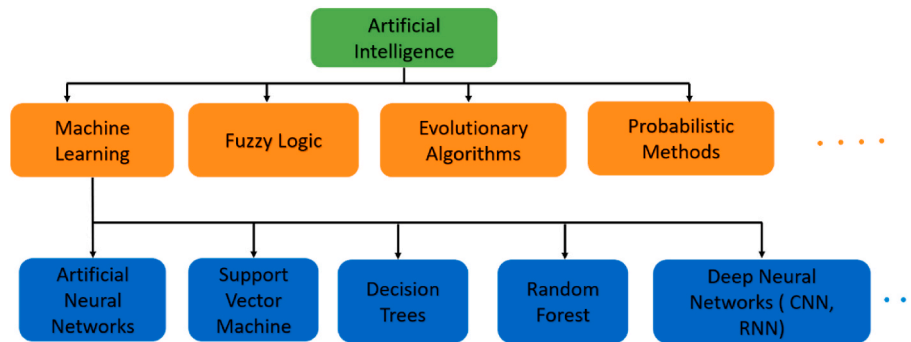 Artificial
Intelligence
Machine
Learning
Fuzzy Logic
Evolutionary
Algorithms
Probabilistic
Methods
Artificial
Neural
Networks
Support
Vector
Machine
Decision
Trees
Random
Forest
Deep Neural
Networks ( CNN,
RNN)